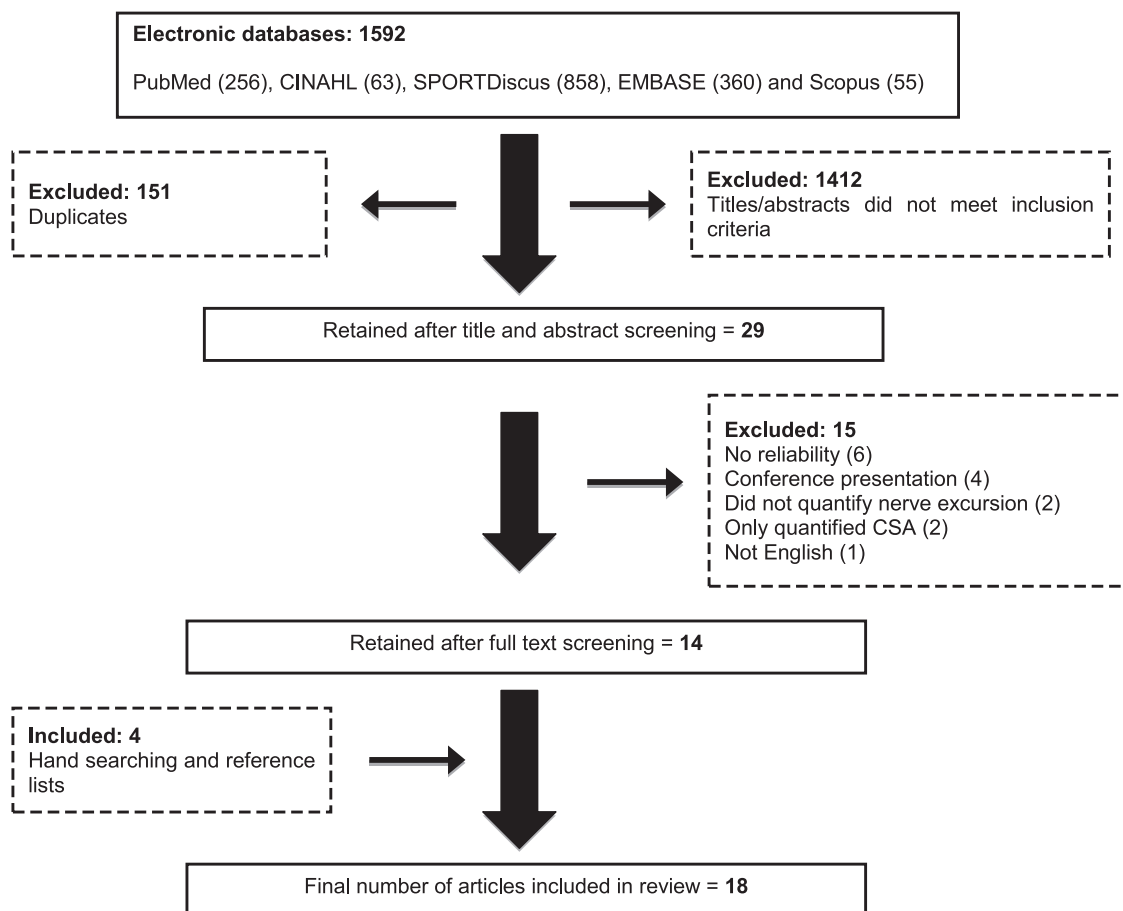 Electronic databases: 1592
PubMed (256), CINAHL (63), SPORTDiscus (858), EMBASE (360) and Scopus (55)
Excluded: 151
Duplicates
Excluded: 1412
Titles/abstracts did not meet inclusion
criteria
Retained after title and abstract screening = 29
Excluded: 15
No reliability (6)
Conference presentation (4)
Did not quantify nerve excursion (2)
Only quantified CSA (2)
Not English (1)
Retained after full text screening = 14
Included: 4
Hand searching and reference
lists
Final number of articles included in review = 18